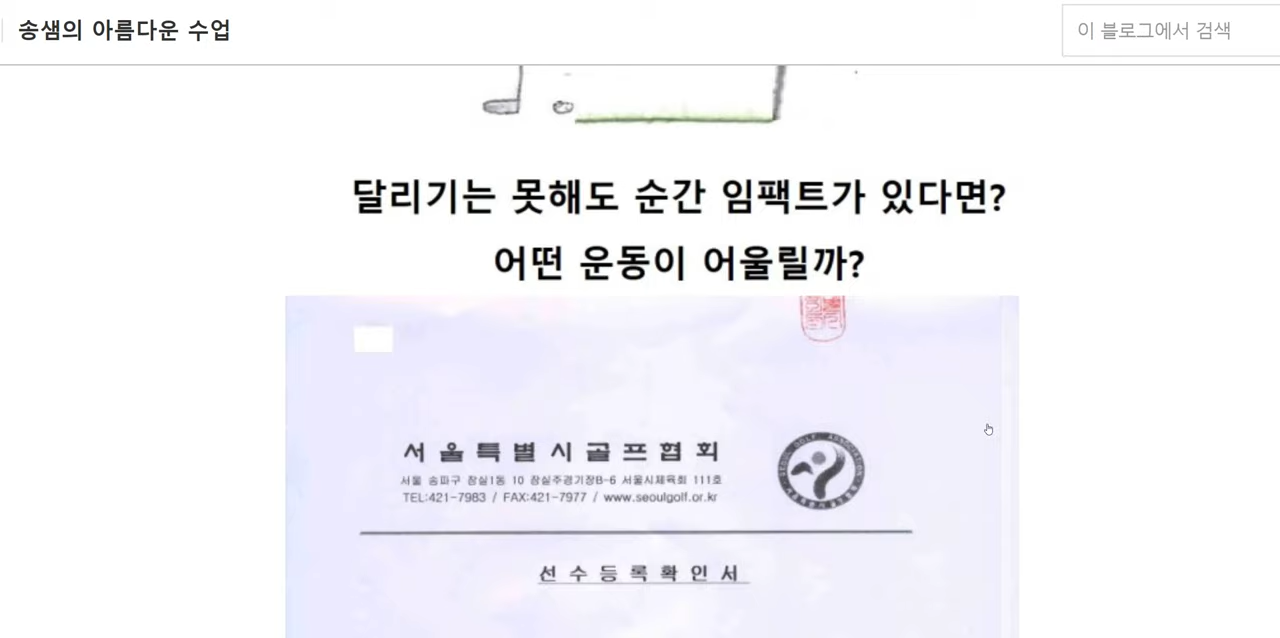 송샘의 아름다운 수업
이 블로그에서 검색
달리기는 못해도 순간 임팩트가 있다면?
어떤 운동이 어울릴까?
서울특별시골프협회
서울 송파구 잠실1동 10 잠실주경기장B-6 서울시체육회 111호
TEL:421-7983 / FAX:421-7977 / www.seoulgolf.or.kr
SEOUL GOLF ASSOCIATION
선수등록확인서